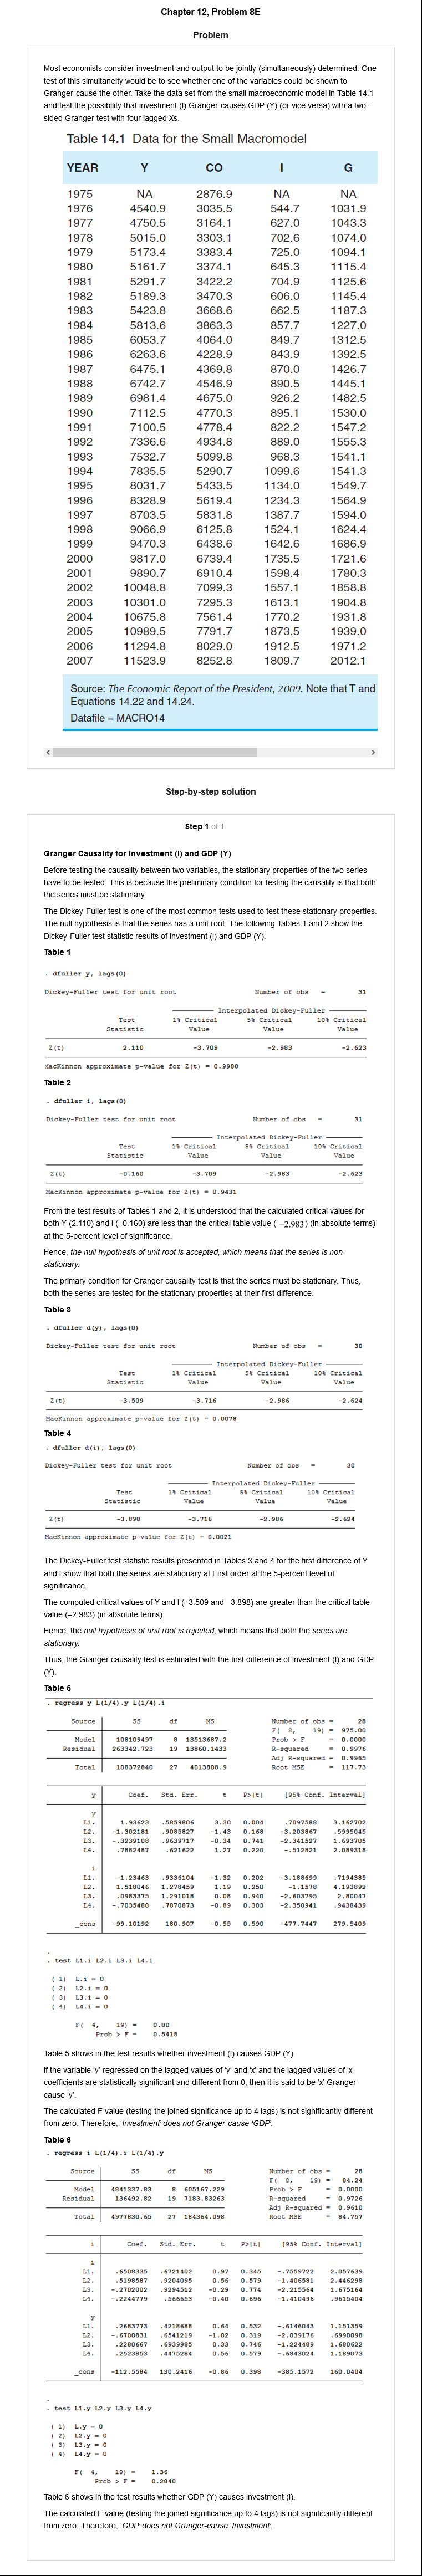 Chapter 12, Problem 8E
Problem
Most economists consider investment and output to be jointly (simultaneously) determined. One
test of this simultaneity would be to see whether one of the variables could be shown to
Granger-cause the other. Take the data set from the small macroeconomic model in Table 14.1
and test the possibility that investment (I) Granger-causes GDP (Y) (or vice versa) with a two-
sided Granger test with four lagged Xs.
Table 14.1 Data for the Small Macromodel
YEAR Y CO I G
1975 NA 2876.9 NA NA
1976 4540.9 3035.5 544.7 1031.9
1977 4750.5 3164.1 627.0 1043.3
1978 5015.0 3303.1 702.6 1074.0
1979 5173.4 3383.4 725.0 1094.1
1980 5161.7 3374.1 645.3 1115.4
1981 5291.7 3422.2 704.9 1125.6
1982 5189.3 3470.3 606.0 1145.4
1983 5423.8 3668.6 662.5 1187.3
1984 5813.6 3863.3 857.7 1227.0
1985 6053.7 4064.0 849.7 1312.5
1986 6263.6 4228.9 843.9 1392.5
1987 6475.1 4369.8 870.0 1426.7
1988 6742.7 4546.9 890.5 1445.1
1989 6981.4 4675.0 926.2 1482.5
1990 7112.5 4770.3 895.1 1530.0
1991 7100.5 4778.4 822.2 1547.2
1992 7336.6 4934.8 889.0 1555.3
1993 7532.7 5099.8 968.3 1541.1
1994 7835.5 5290.7 1099.6 1541.3
1995 8031.7 5433.5 1134.0 1549.7
1996 8328.9 5619.4 1234.3 1564.9
1997 8703.5 5831.8 1387.7 1594.0
1998 9066.9 6125.8 1524.1 1624.4
1999 9470.3 6438.6 1642.6 1686.9
2000 9817.0 6739.4 1735.5 1721.6
2001 9890.7 6910.4 1598.4 1780.3
2002 10048.8 7099.3 1557.1 1858.8
2003 10301.0 7295.3 1613.1 1904.8
2004 10675.8 7561.4 1770.2 1931.8
2005 10989.5 7791.7 1873.5 1939.0
2006 11294.8 8029.0 1912.5 1971.2
2007 11523.9 8252.8 1809.7 2012.1
Source: The Economic Report of the President, 2009. Note that T and
Equations 14.22 and 14.24.
Datafile = MACRO14
Step-by-step solution
Step 1 of 1
Granger Causality for Investment (I) and GDP (Y)
Before testing the causality between two variables, the stationary properties of the two series
have to be tested. This is because the preliminary condition for testing the causality is that both
the series must be stationary.
The Dickey-Fuller test is one of the most common tests used to test these stationary properties.
The null hypothesis is that the series has a unit root. The following Tables 1 and 2 show the
Dickey-Fuller test statistic results of Investment (I) and GDP (Y).
Table 1
. dfuller y, lags(0)
Dickey-Fuller test for unit root Number of obs = 31
Interpolated Dickey-Fuller
Test 1% Critical 5% Critical 10% Critical
Statistic Value Value Value
Z(t) 2.110 -3.709 -2.983 -2.623
MacKinnon approximate p-value for Z(t) = 0.9988
Table 2
. dfuller i, lags(0)
Dickey-Fuller test for unit root Number of obs = 31
Interpolated Dickey-Fuller
Test 1% Critical 5% Critical 10% Critical
Statistic Value Value Value
Z(t) -0.160 -3.709 -2.983 -2.623
MacKinnon approximate p-value for Z(t) = 0.9431
From the test results of Tables 1 and 2, it is understood that the calculated critical values for
both Y (2.110) and I (–0.160) are less than the critical table value ( −2.983 ) (in absolute terms)
at the 5-percent level of significance.
Hence, the null hypothesis of unit root is accepted, which means that the series is non-
stationary.
The primary condition for Granger causality test is that the series must be stationary. Thus,
both the series are tested for the stationary properties at their first difference.
Table 3
. dfuller d(y), lags(0)
Dickey-Fuller test for unit root Number of obs = 30
Interpolated Dickey-Fuller
Test 1% Critical 5% Critical 10% Critical
Statistic Value Value Value
Z(t) -3.509 -3.716 -2.986 -2.624
MacKinnon approximate p-value for Z(t) = 0.0078
Table 4
. dfuller d(i), lags(0)
Dickey-Fuller test for unit root Number of obs = 30
Interpolated Dickey-Fuller
Test 1% Critical 5% Critical 10% Critical
Statistic Value Value Value
Z(t) -3.898 -3.716 -2.986 -2.624
MacKinnon approximate p-value for Z(t) = 0.0021
The Dickey-Fuller test statistic results presented in Tables 3 and 4 for the first difference of Y
and I show that both the series are stationary at First order at the 5-percent level of
significance.
The computed critical values of Y and I (–3.509 and –3.898) are greater than the critical table
value (–2.983) (in absolute terms).
Hence, the null hypothesis of unit root is rejected, which means that both the series are
stationary.
Thus, the Granger causality test is estimated with the first difference of Investment (I) and GDP
(Y).
Table 5
. regress y L(1/4).y L(1/4).i
Source SS df MS Number of obs = 28
F( 8, 19) = 975.00
Model 108109497 8 13513687.2 Prob > F = 0.0000
Residual 263342.723 19 13860.1433 R-squared = 0.9976
Adj R-squared = 0.9965
Total 108372840 27 4013808.9 Root MSE = 117.73
y Coef. Std. Err. t P>|t| [95% Conf. Interval]
y
L1. 1.93623 .5859806 3.30 0.004 .7097588 3.162702
L2. -1.302181 .9085827 -1.43 0.168 -3.203867 .5995045
L3. -.3239108 .9639717 -0.34 0.741 -2.341527 1.693705
L4. .7882487 .621622 1.27 0.220 -.512821 2.089318
i
L1. -1.23463 .9336104 -1.32 0.202 -3.188699 .7194385
L2. 1.518046 1.278459 1.19 0.250 -1.1578 4.193892
L3. .0983375 1.291018 0.08 0.940 -2.603795 2.80047
L4. -.7035488 .7870873 -0.89 0.383 -2.350941 .9438439
_cons -99.10192 180.907 -0.55 0.590 -477.7447 279.5409
.
. test L1.i L2.i L3.i L4.i
( 1) L.i = 0
( 2) L2.i = 0
( 3) L3.i = 0
( 4) L4.i = 0
F( 4, 19) = 0.80
Prob > F = 0.5418
Table 5 shows in the test results whether investment (I) causes GDP (Y).
If the variable 'y' regressed on the lagged values of 'y' and 'x' and the lagged values of 'x'
coefficients are statistically significant and different from 0, then it is said to be 'x' Granger-
cause 'y'.
The calculated F value (testing the joined significance up to 4 lags) is not significantly different
from zero. Therefore, 'Investment' does not Granger-cause 'GDP'.
Table 6
. regress i L(1/4).i L(1/4).y
Source SS df MS Number of obs = 28
F( 8, 19) = 84.24
Model 4841337.83 8 605167.229 Prob > F = 0.0000
Residual 136492.82 19 7183.83263 R-squared = 0.9726
Adj R-squared = 0.9610
Total 4977830.65 27 184364.098 Root MSE = 84.757
i Coef. Std. Err. t P>|t| [95% Conf. Interval]
i
L1. .6508335 .6721402 0.97 0.345 -.7559722 2.057639
L2. .5198587 .9204095 0.56 0.579 -1.406581 2.446298
L3. -.2702002 .9294512 -0.29 0.774 -2.215564 1.675164
L4. -.2244779 .566653 -0.40 0.696 -1.410496 .9615404
y
L1. .2683773 .4218688 0.64 0.532 -.6146043 1.151359
L2. -.6700831 .6541219 -1.02 0.319 -2.039176 .6990098
L3. .2280667 .6939985 0.33 0.746 -1.224489 1.680622
L4. .2523853 .4475284 0.56 0.579 -.6843024 1.189073
_cons -112.5584 130.2416 -0.86 0.398 -385.1572 160.0404
.
. test L1.y L2.y L3.y L4.y
( 1) L.y = 0
( 2) L2.y = 0
( 3) L3.y = 0
( 4) L4.y = 0
F( 4, 19) = 1.36
Prob > F = 0.2840
Table 6 shows in the test results whether GDP (Y) causes Investment (I).
The calculated F value (testing the joined significance up to 4 lags) is not significantly different
from zero. Therefore, 'GDP' does not Granger-cause 'Investment'.